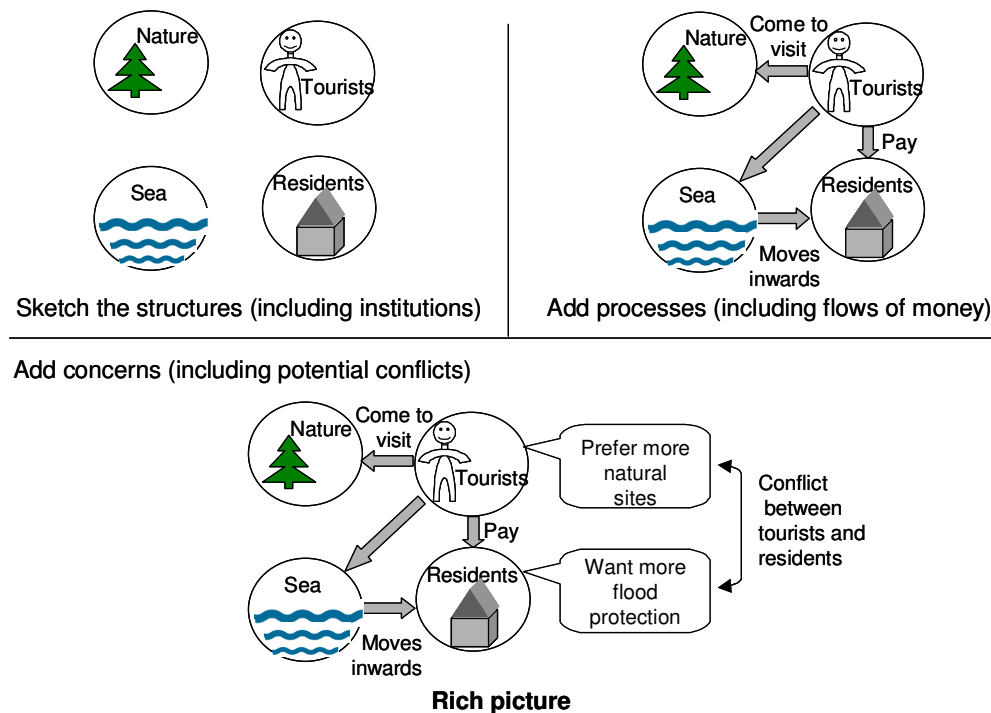 Nature
Tourists
Sea
Residents
Sketch the structures (including institutions)
Come to
visit
Nature
Tourists
Pay
Sea
Residents
Moves
inwards
Add processes (including flows of money)
Add concerns (including potential conflicts)
Come to
visit
Nature
Tourists
Prefer more
natural
sites
Pay
Conflict
between
tourists and
residents
Sea
Residents
Want more
flood
protection
Moves
inwards
Rich picture